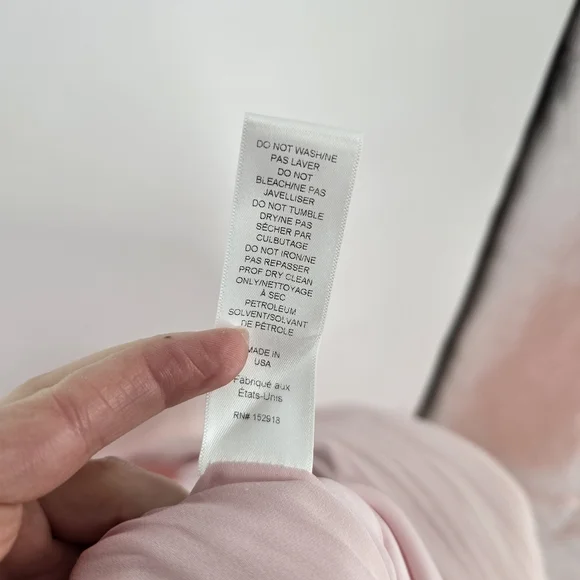 DO NOT WASH/NE
PAS LAVER
DO NOT
BLEACH/NE PAS
JAVELLISER
DO NOT TUMBLE
DRY/NE PAS
SÉCHER PAR
CULBUTAGE
DO NOT IRON/NE
PAS REPASSER
PROF DRY CLEAN
ONLY/NETTOYAGE
À SEC
PETROLEUM
SOLVENT/SOLVANT
DE PÉTROLE
MADE IN
USA
Fabriqué aux
États-Unis
RN# 152918